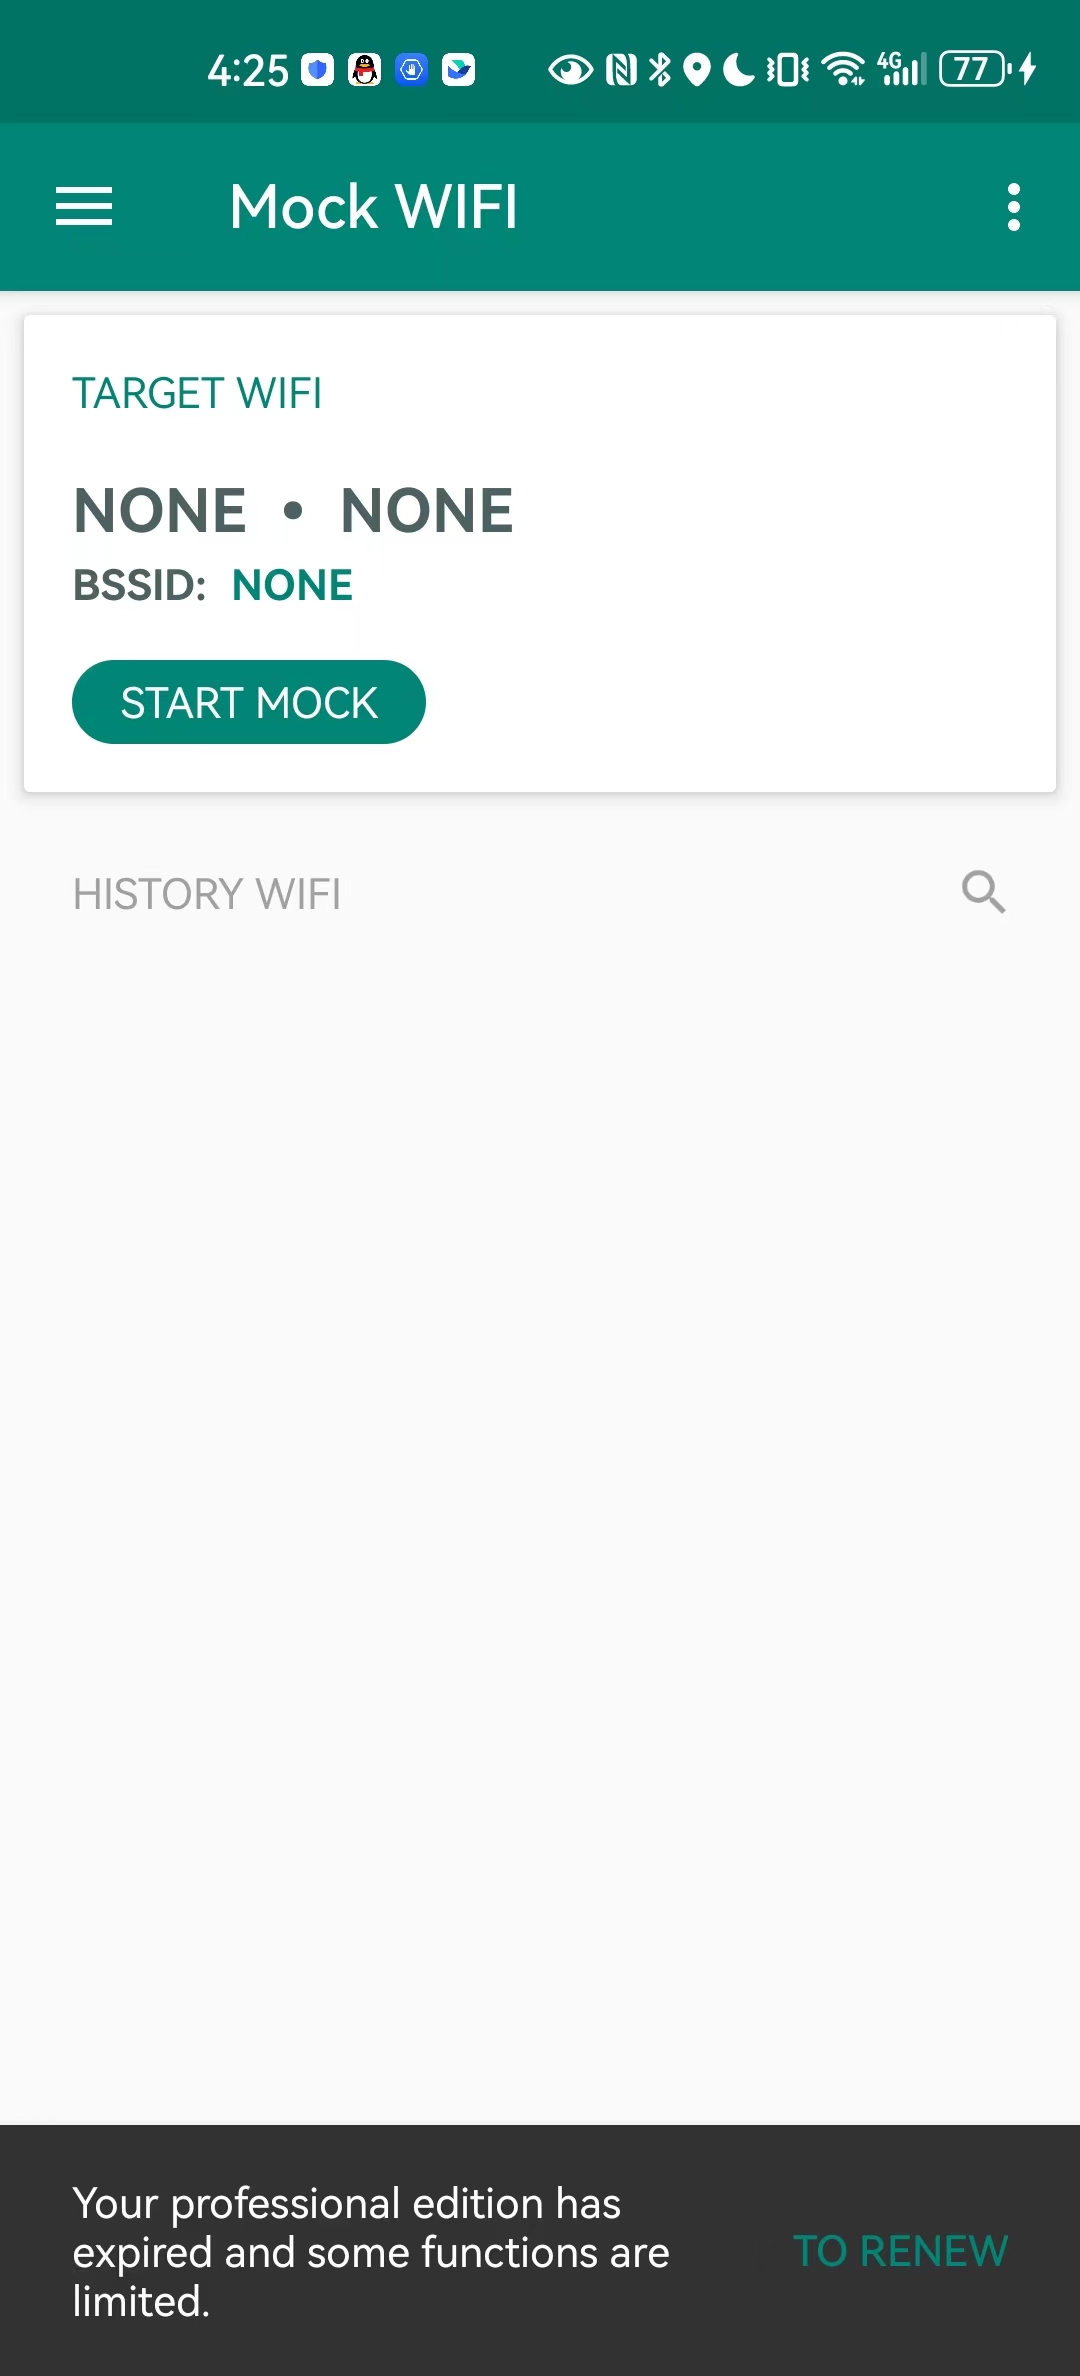 4:25
4G
77
Mock WIFI
TARGET WIFI
NONE • NONE
BSSID: NONE
START MOCK
HISTORY WIFI
Your professional edition has
expired and some functions are
limited.
TO RENEW